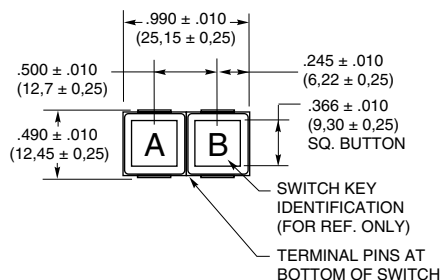 .990 ± .010
(25,15 ± 0,25)
.500 ± .010
(12,7 ± 0,25)
.245 ± .010
(6,22 ± 0,25)
.366 ± .010
(9,30 ± 0,25)
SQ. BUTTON
.490 ± .010
(12,45 ± 0,25)
A B
SWITCH KEY
IDENTIFICATION
(FOR REF. ONLY)
TERMINAL PINS AT
BOTTOM OF SWITCH